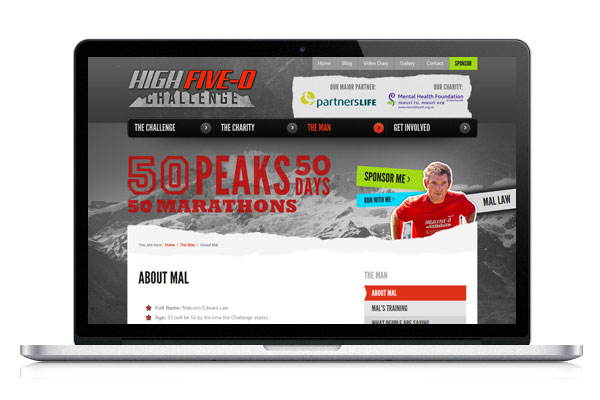 Home Blog Video Diary Gallery Contact SPONSOR
HIGH FIVE-O
CHALLENGE
OUR MAJOR PARTNER: OUR CHARITY:
partnersLIFE
Mental Health Foundation
mauri tū, mauri ora
THE CHALLENGE THE CHARITY THE MAN GET INVOLVED
50 PEAKS 50 DAYS
50 MARATHONS
SPONSOR ME >
RUN WITH ME >
MAL LAW
HIGH FIVE-O
CHALLENGE
You are here: Home / The Man / About Mal
ABOUT MAL
Full Name: Malcolm Edward Law
Age: 53 (will be 54 by the time the Challenge starts)
THE MAN
ABOUT MAL
MAL'S TRAINING
WHAT PEOPLE ARE SAYING